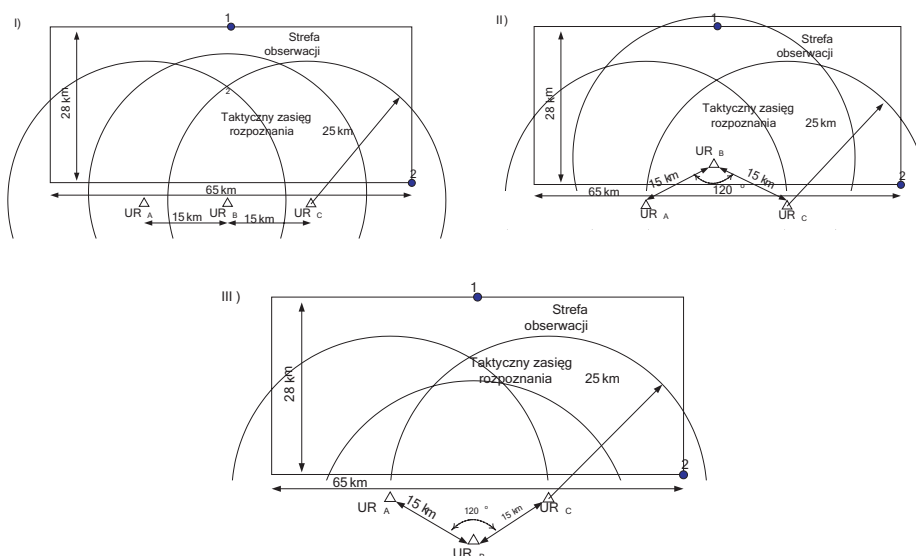 I)
1
Strefa
obserwacji
28 km
2
Taktyczny zasięg
rozpoznania
25 km
2
65 km
UR A
UR B
UR C
15 km
15 km
II)
1
Strefa
obserwacji
28 km
Taktyczny zasięg
rozpoznania
25 km
UR B
2
65 km
15 km
120 °
15 km
UR A
UR C
III )
1
Strefa
obserwacji
28 km
Taktyczny zasięg
rozpoznania
25 km
2
65 km
UR A
15 km
120 °
15 km
UR C
UR